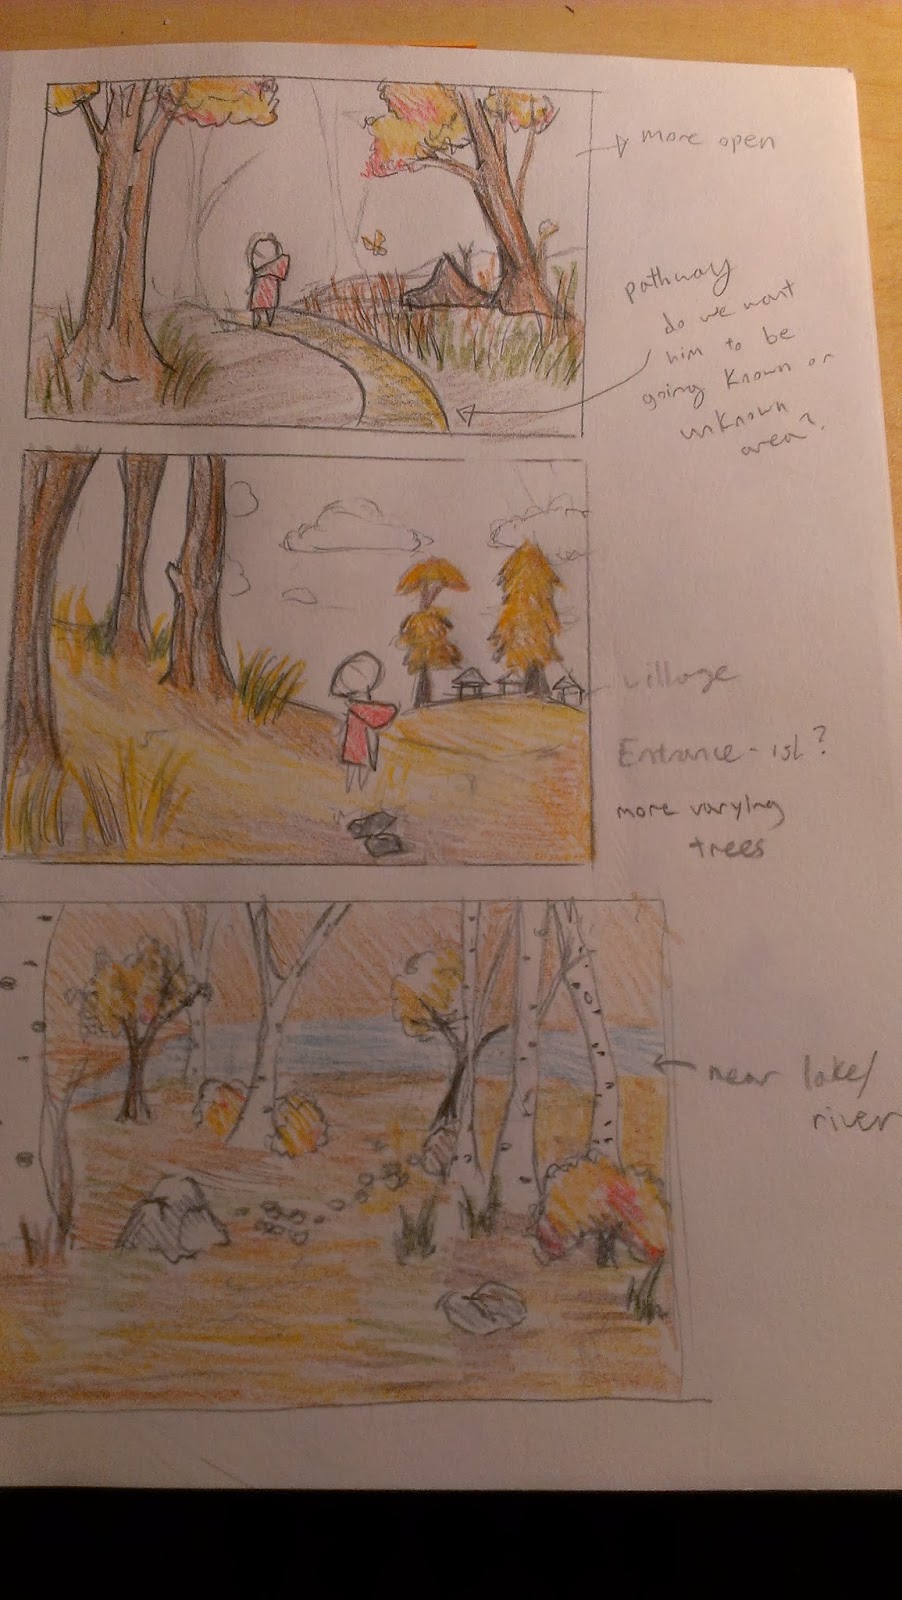 more open
pathway
do we want
him to be
going known or
unknown
area?
village
Entrance-ish?
more varying
trees
near lake/
river